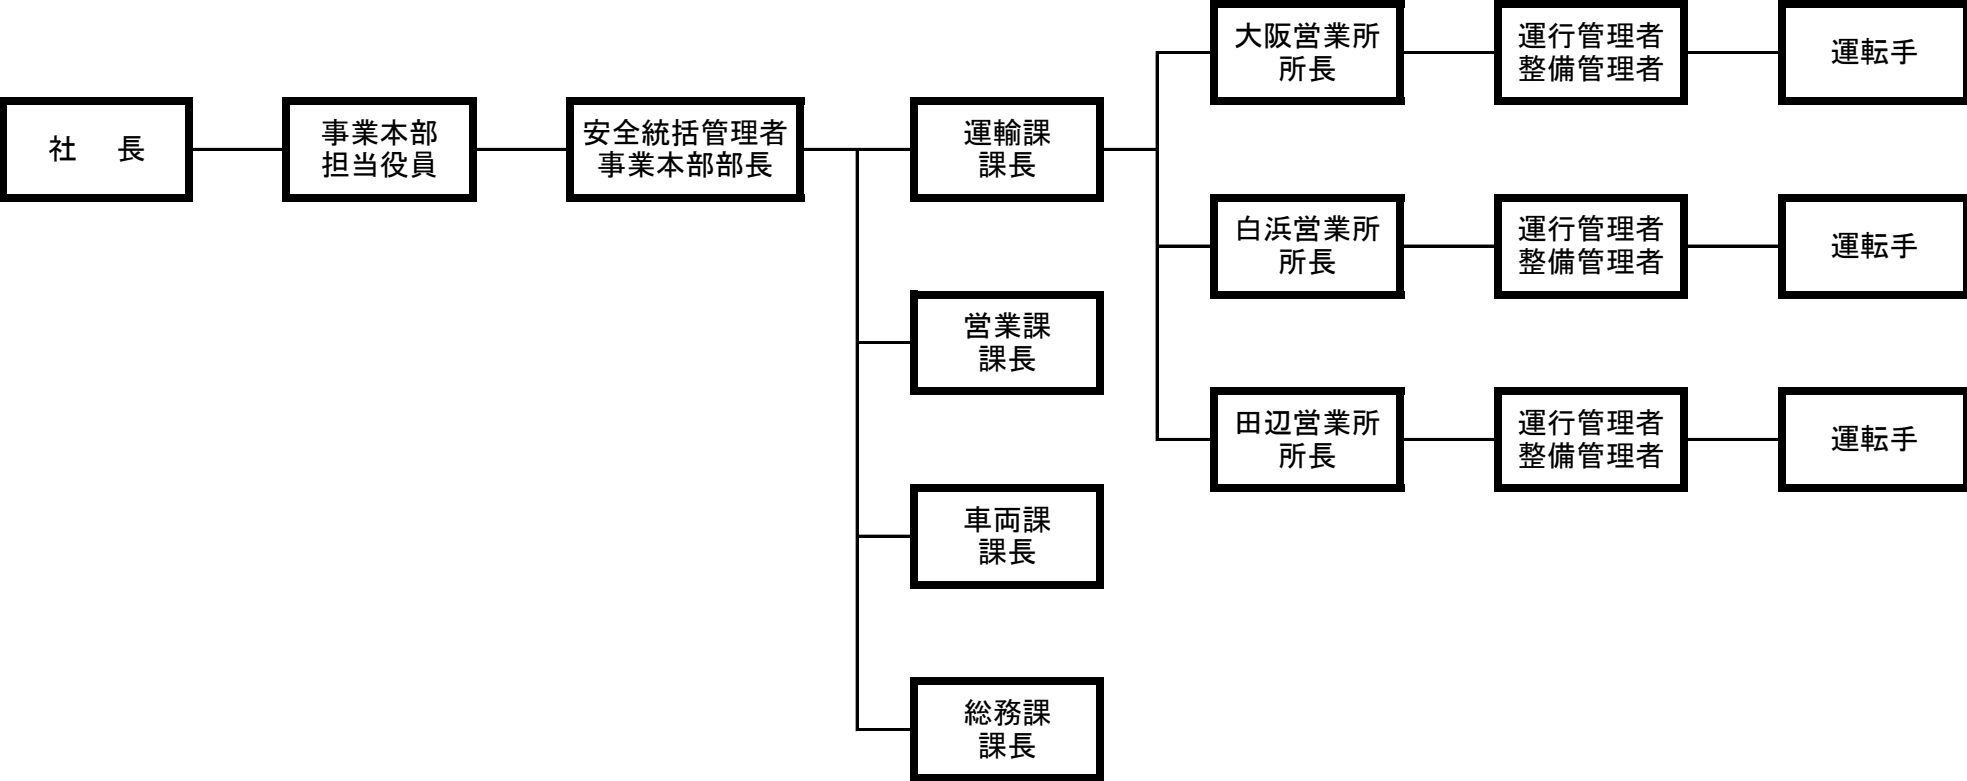 社　長
事業本部
担当役員
安全統括管理者
事業本部部長
運輸課
課長
大阪営業所
所長
運行管理者
整備管理者
運転手
白浜営業所
所長
運行管理者
整備管理者
運転手
田辺営業所
所長
運行管理者
整備管理者
運転手
営業課
課長
車両課
課長
総務課
課長